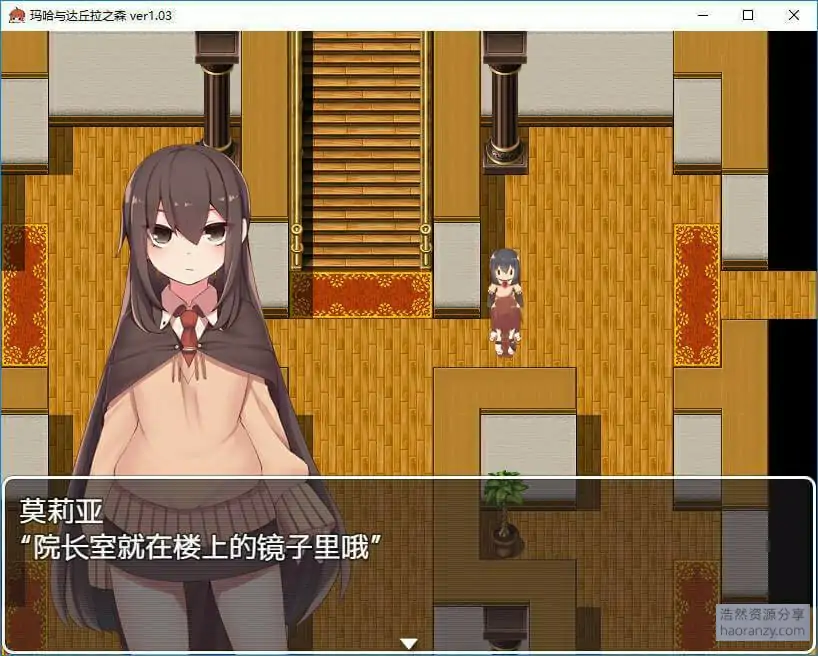 玛哈与达丘拉之森 ver1.03
莫莉亚
“院长室就在楼上的镜子里哦”
浩然资源分享
haoranzy.com